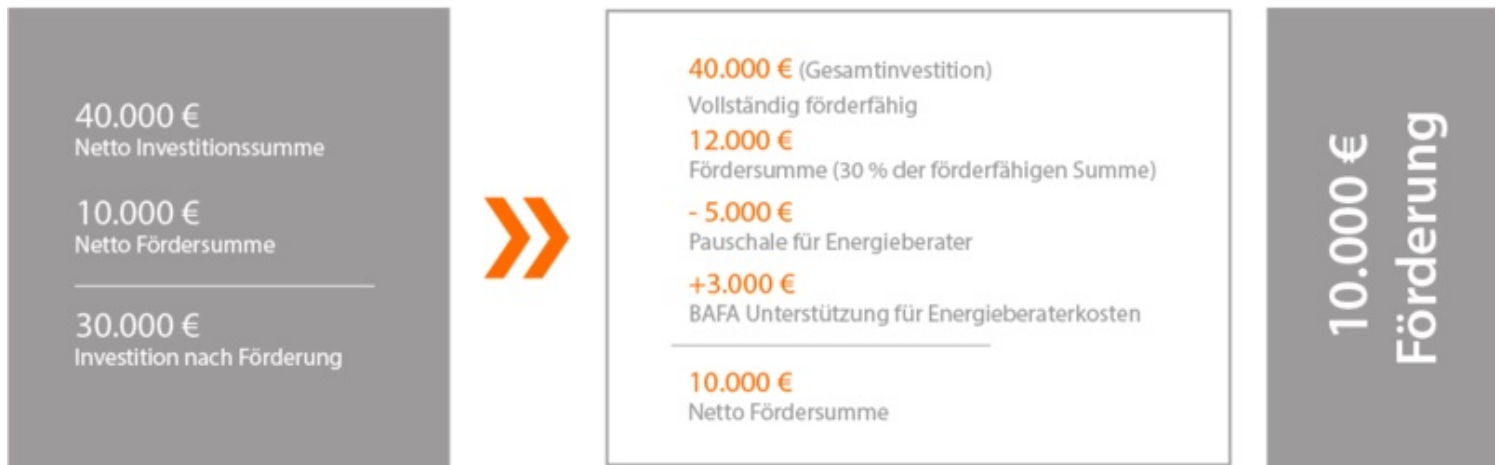 40.000 €
Netto Investitionssumme
10.000 €
Netto Fördersumme
30.000 €
Investition nach Förderung
40.000 € (Gesamtinvestition)
Vollständig förderfähig
12.000 €
Fördersumme (30 % der förderfähigen Summe)
- 5.000 €
Pauschale für Energieberater
+3.000 €
BAFA Unterstützung für Energieberaterkosten
10.000 €
Netto Fördersumme
10.000 €
Förderung